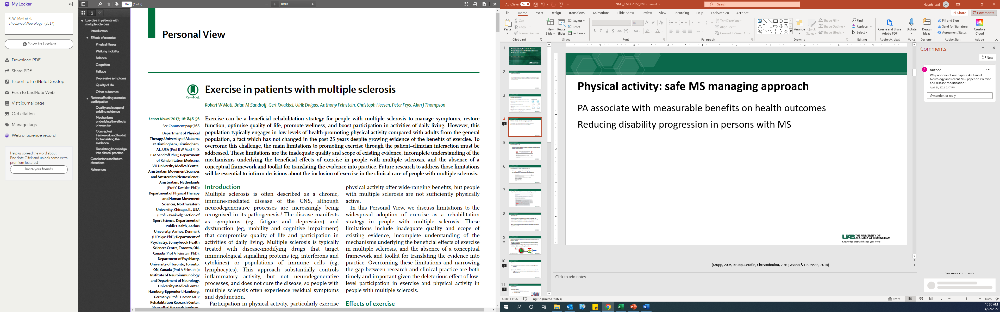 My Locker
R. W. Motl et al.
The Lancet Neurology (2017)
Save to Locker
Download PDF
Share PDF
Export to EndNote Desktop
Push to EndNote Web
Visit journal page
Get citation
Manage tags
Web of Science record
Help us spread the word about
EndNote Click and unlock some extra
premium features!
Invite your friends
848 (1 of 9)
180%
Exercise in patients with
multiple sclerosis
Introduction
Effects of exercise
Physical fitness
Walking mobility
Balance
Cognition
Fatigue
Depressive symptoms
Quality of life
Other outcomes
Factors affecting exercise
participation
Quality and scope of
existing evidence
Mechanisms
underlying the effects
of exercise
Conceptual
framework and toolkit
for translating the
evidence
Translating knowledge
into clinical practice
Conclusions and future
directions
References
Personal View
CrossMark
Exercise in patients with multiple sclerosis
Robert W Motl, Brian M Sandroff, Gert Kwakkel, Ulrik Dalgas, Anthony Feinstein, Christoph Heesen, Peter Feys, Alan J Thompson
Lancet Neurol 2017; 16: 848–56
See Comment page 768
Department of Physical
Therapy, University of Alabama
at Birmingham, Birmingham,
AL, USA (Prof R W Motl PhD,
B M Sandroff PhD); Department
of Rehabilitation Medicine,
VU University Medical Centre,
Amsterdam Movement Sciences
and Amsterdam Neuroscience,
Amsterdam, Netherlands
(Prof G Kwakkel PhD);
Department of Physical Therapy
and Human Movement
Sciences, Northwestern
University, Chicago, IL, USA
(Prof G Kwakkel); Section of
Sport Science, Department of
Public Health, Aarhus
University, Aarhus, Denmark
(U Dalgas PhD); Department of
Psychiatry, Sunnybrook Health
Sciences Centre, Toronto, ON,
Canada (Prof A Feinstein PhD);
Department of Psychiatry,
University of Toronto, Toronto,
ON, Canada (Prof A Feinstein);
Institute of Neuroimmunology
and Department of Neurology,
University Medical Center,
Hamburg-Eppendorf, Hamburg,
Germany (Prof C Heesen MD);
Rehabilitation Research Center,
Exercise can be a beneficial rehabilitation strategy for people with multiple sclerosis to manage symptoms, restore
function, optimise quality of life, promote wellness, and boost participation in activities of daily living. However, this
population typically engages in low levels of health-promoting physical activity compared with adults from the general
population, a fact which has not changed in the past 25 years despite growing evidence of the benefits of exercise. To
overcome this challenge, the main limitations to promoting exercise through the patient–clinician interaction must be
addressed. These limitations are the inadequate quality and scope of existing evidence, incomplete understanding of the
mechanisms underlying the beneficial effects of exercise in people with multiple sclerosis, and the absence of a
conceptual framework and toolkit for translating the evidence into practice. Future research to address those limitations
will be essential to inform decisions about the inclusion of exercise in the clinical care of people with multiple sclerosis.
Introduction
Multiple sclerosis is often described as a chronic,
immune-mediated disease of the CNS, although
neurodegenerative processes are increasingly being
recognised in its pathogenesis.1 The disease manifests
as symptoms (eg, fatigue and depression) and
dysfunction (eg, mobility and cognitive impairment)
that compromise quality of life and participation in
activities of daily living. Multiple sclerosis is typically
treated with disease-modifying drugs that target
immunological signalling proteins (eg, interferons and
cytokines) or populations of immune cells (eg,
lymphocytes). This approach substantially controls
inflammatory activity, but not neurodegenerative
processes, and does not cure the disease, so people with
multiple sclerosis often experience residual symptoms
and dysfunction.
Participation in physical activity, particularly exercise
physical activity offer wide-ranging benefits, but people
with multiple sclerosis are not sufficiently physically
active.
In this Personal View, we discuss limitations to the
widespread adoption of exercise as a rehabilitation
strategy in people with multiple sclerosis. These
limitations include inadequate quality and scope of
existing evidence, incomplete understanding of the
mechanisms underlying the beneficial effects of exercise
in multiple sclerosis, and the absence of a conceptual
framework and toolkit for translating the evidence into
practice. Overcoming these limitations and narrowing
the gap between research and clinical practice are both
timely and important given the deleterious effect of low-
level participation in exercise and physical activity in
people with multiple sclerosis.
Effects of exercise
AutoSave On
NMS_CMSC2022_RM - Saved
Search
Huynh, Lexi
File Home Insert Design Transitions Animations Slide Show Review View Recording Help EndNote 20 Acrobat
Share Comments
Paste
Cut
Copy
Format Painter
Clipboard
New
Slide
Reuse
Slides
Layout
Reset
Section
Slides
18
Font
Text Direction
Align Text
Convert to SmartArt
Paragraph
Arrange
Quick
Styles
Shape Fill
Shape Outline
Shape Effects
Drawing
Find
Replace
Select
Editing
Create and Share
Adobe PDF
Adobe Acrobat
Dictate
Voice
Design
Ideas
Designer
Fill and Sign
Send for Signature
Agreement Status
Adobe Sign
Creative
Cloud
Adobe
1
2
3
4
5
6
7
8
9
10
11
Physical activity: safe MS managing approach
PA associate with measurable benefits on health outcomes
Reducing disability progression in persons with MS
UAB THE UNIVERSITY OF
ALABAMA AT BIRMINGHAM
Knowledge that will change your world
(Krupp, 2006; Krupp, Serafin, Christodoulou, 2010; Asano & Finlayson, 2014)
Click to add notes
Comments
New
Author
Why not one of our papers like Lancet
Neurology and recent MSJ paper on exercise
and disease modification?
April 21, 2022, 2:47 PM
@mention or reply
See more comments
Slide 4 of 27
English (United States)
Notes
137%
10:36 AM
4/22/2022